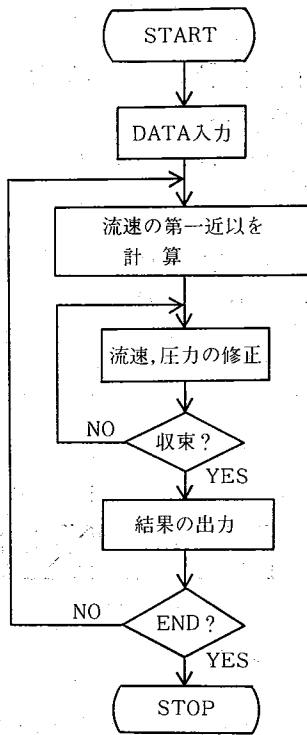 START
DATA入力
流速の第一近以を
計算
流速,圧力の修正
NO
収束?
YES
結果の出力
NO
END?
YES
STOP